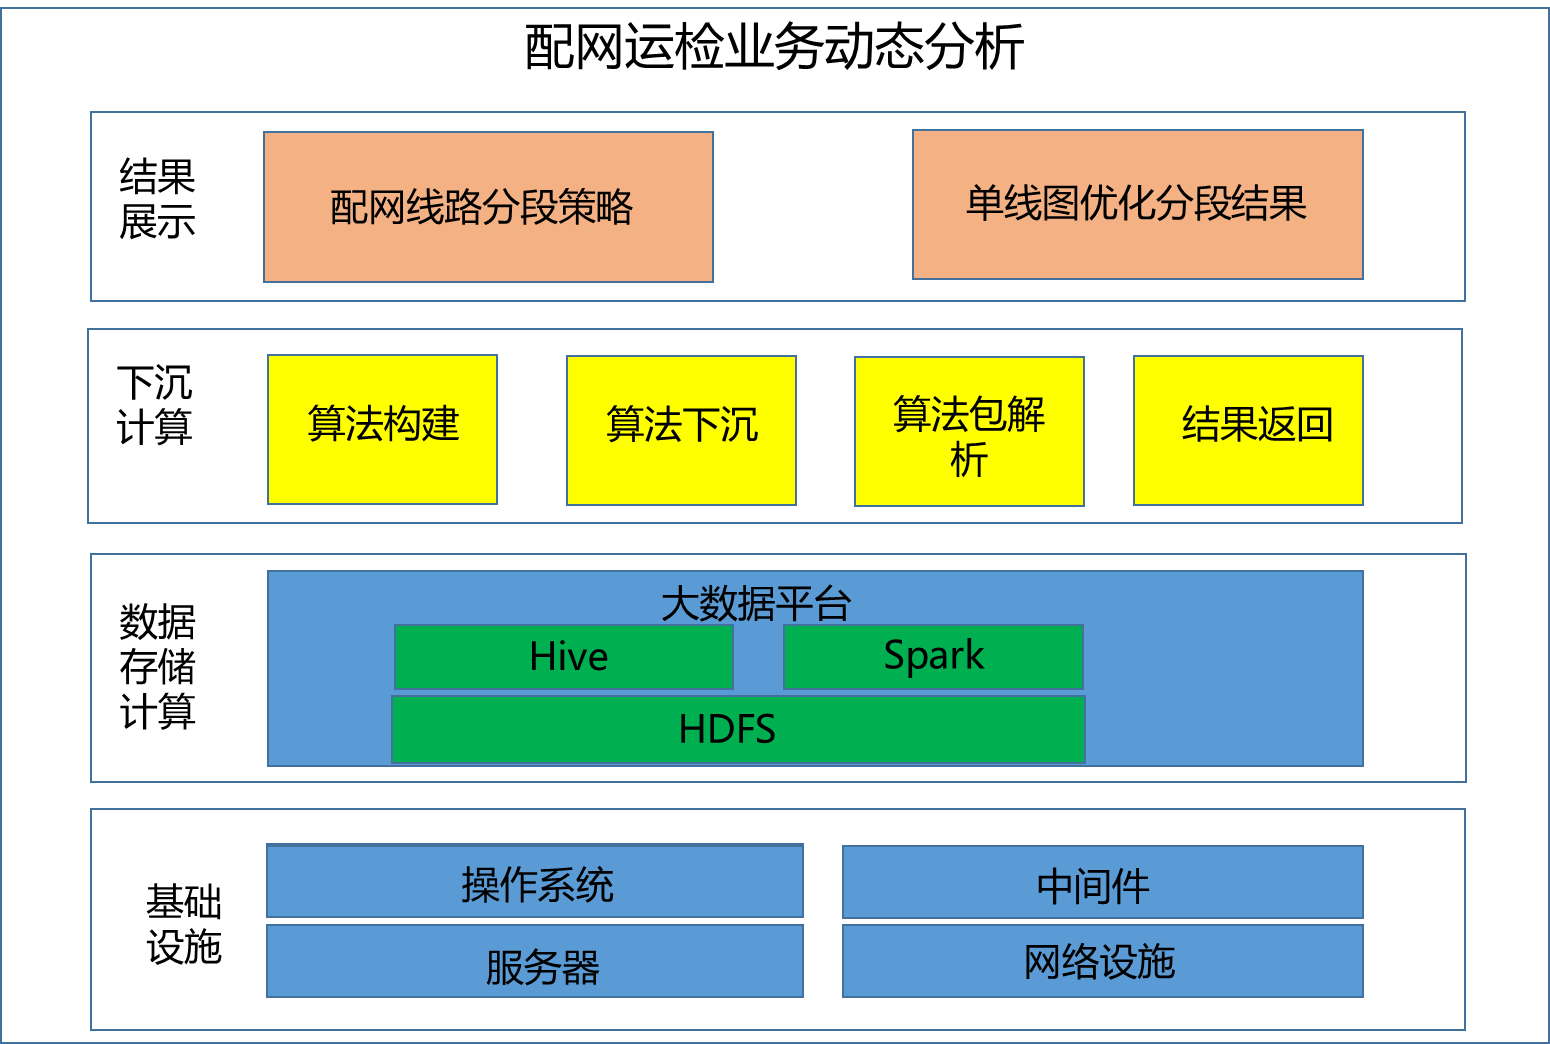 配网运检业务动态分析
结果
展示
配网线路分段策略
单线图优化分段结果
下沉
计算
算法构建
算法下沉
算法包解
析
结果返回
数据
存储
计算
大数据平台
Hive
Spark
HDFS
基础
设施
操作系统
中间件
服务器
网络设施